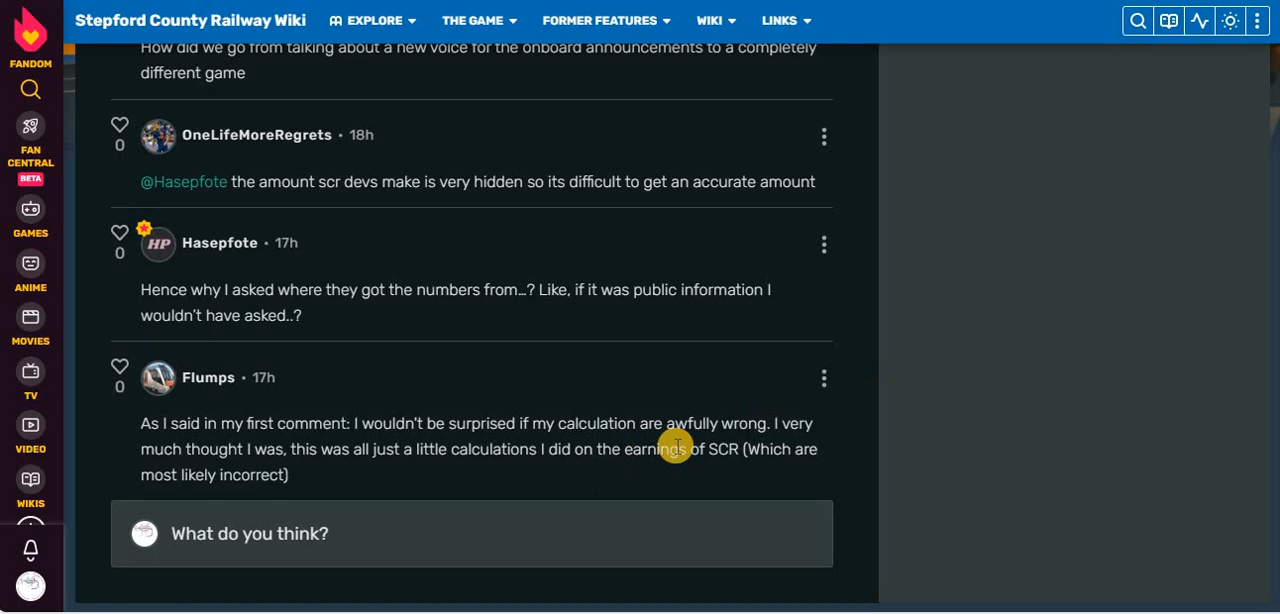 Stepford County Railway Wiki
EXPLORE
THE GAME
FORMER FEATURES
WIKI
LINKS
FANDOM
FAN
CENTRAL
BETA
GAMES
ANIME
MOVIES
TV
VIDEO
WIKIS
How did we go from talking about a new voice for the onboard announcements to a completely
different game
OneLifeMoreRegrets • 18h
0
@Hasepfote the amount scr devs make is very hidden so its difficult to get an accurate amount
HP
Hasepfote • 17h
0
Hence why I asked where they got the numbers from...? Like, if it was public information I
wouldn't have asked..?
Flumps • 17h
0
As I said in my first comment: I wouldn't be surprised if my calculation are awfully wrong. I very
much thought I was, this was all just a little calculations I did on the earnings of SCR (Which are
most likely incorrect)
What do you think?